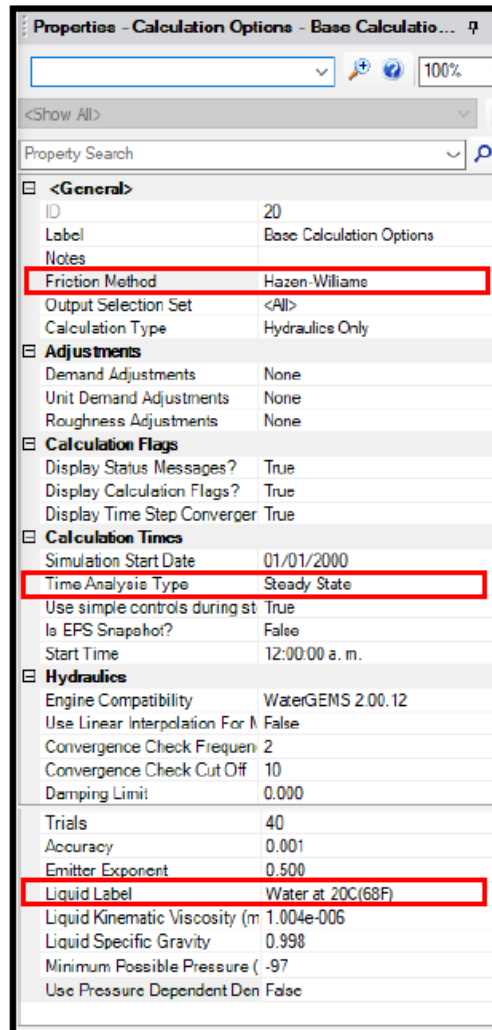 Properties - Calculation Options - Base Calculatio...
100%
<Show All>
Property Search
<General>
ID 20
Label Base Calculation Options
Notes
Friction Method Hazen-Williams
Output Selection Set <All>
Calculation Type Hydraulics Only
Adjustments
Demand Adjustments None
Unit Demand Adjustments None
Roughness Adjustments None
Calculation Flags
Display Status Messages? True
Display Calculation Flags? True
Display Time Step Converger True
Calculation Times
Simulation Start Date 01/01/2000
Time Analysis Type Steady State
Use simple controls during st True
Is EPS Snapshot? False
Start Time 12:00:00 a. m.
Hydraulics
Engine Compatibility WaterGEMS 2.00.12
Use Linear Interpolation For M False
Convergence Check Frequen 2
Convergence Check Cut Off 10
Damping Limit 0.000
Trials 40
Accuracy 0.001
Emitter Exponent 0.500
Liquid Label Water at 20C(68F)
Liquid Kinematic Viscosity (m 1.004e-006
Liquid Specific Gravity 0.998
Minimum Possible Pressure ( -97
Use Pressure Dependent Den False